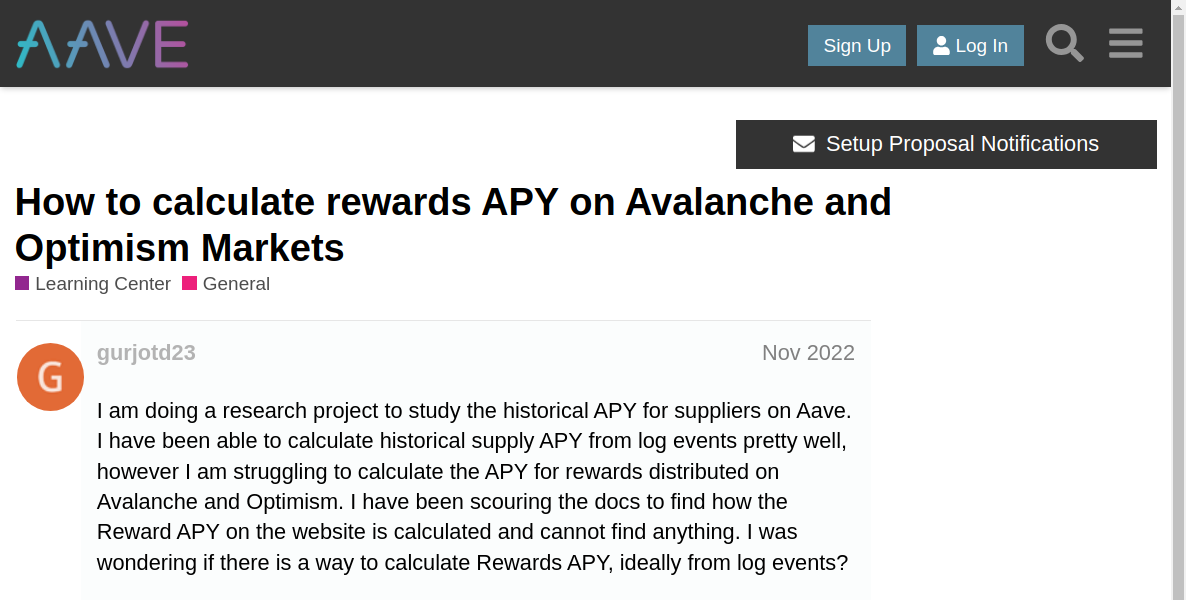 AAVE
Sign Up
Log In
Setup Proposal Notifications
How to calculate rewards APY on Avalanche and
Optimism Markets
Learning Center General
G
gurjotd23 Nov 2022
I am doing a research project to study the historical APY for suppliers on Aave.
I have been able to calculate historical supply APY from log events pretty well,
however I am struggling to calculate the APY for rewards distributed on
Avalanche and Optimism. I have been scouring the docs to find how the
Reward APY on the website is calculated and cannot find anything. I was
wondering if there is a way to calculate Rewards APY, ideally from log events?